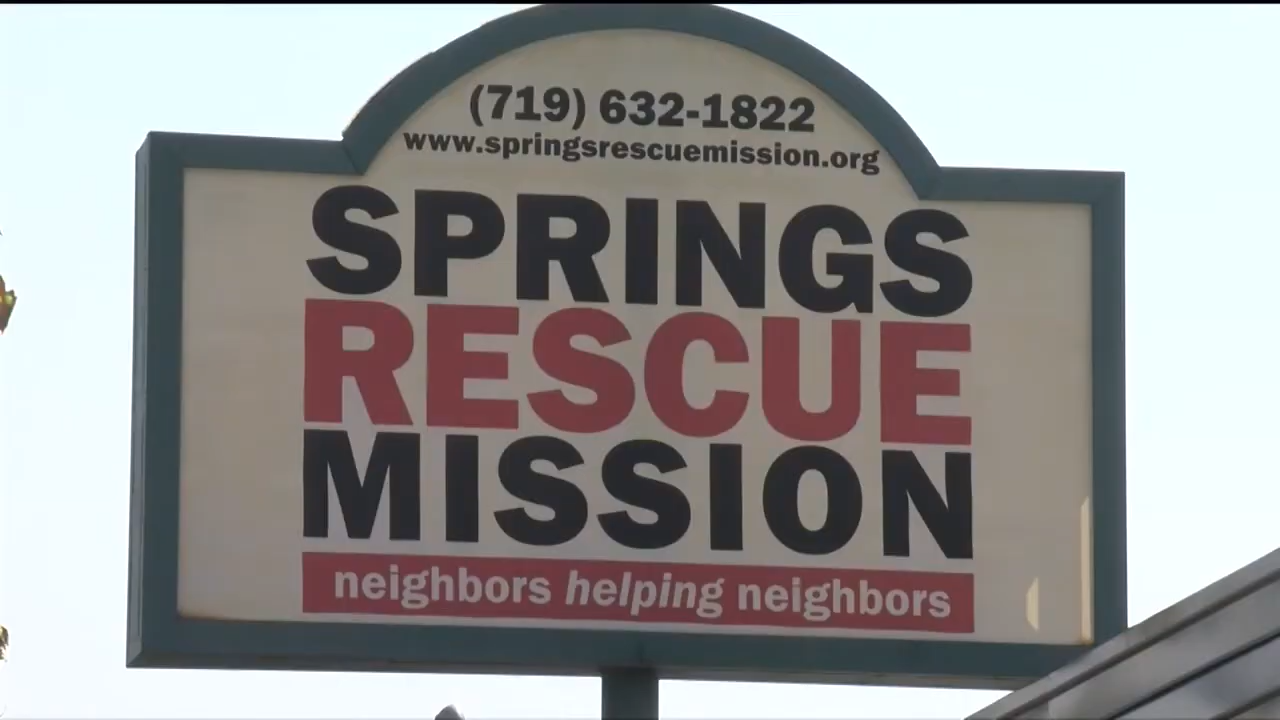 (719) 632-1822
www.springsrescuemission.org
SPRINGS
RESCUE
MISSION
neighbors helping neighbors